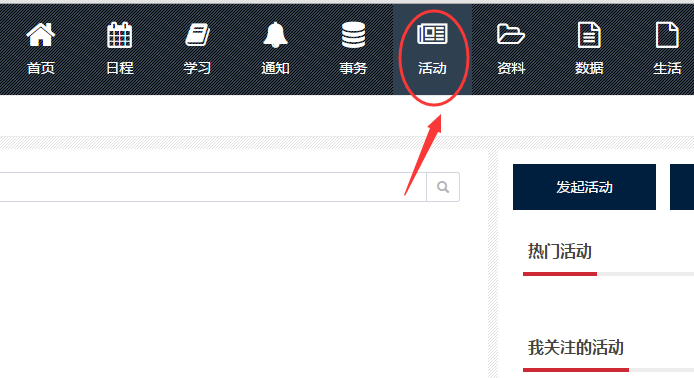 首页 日程 学习 通知 事务 活动 资料 数据 生活
发起活动
热门活动
我关注的活动